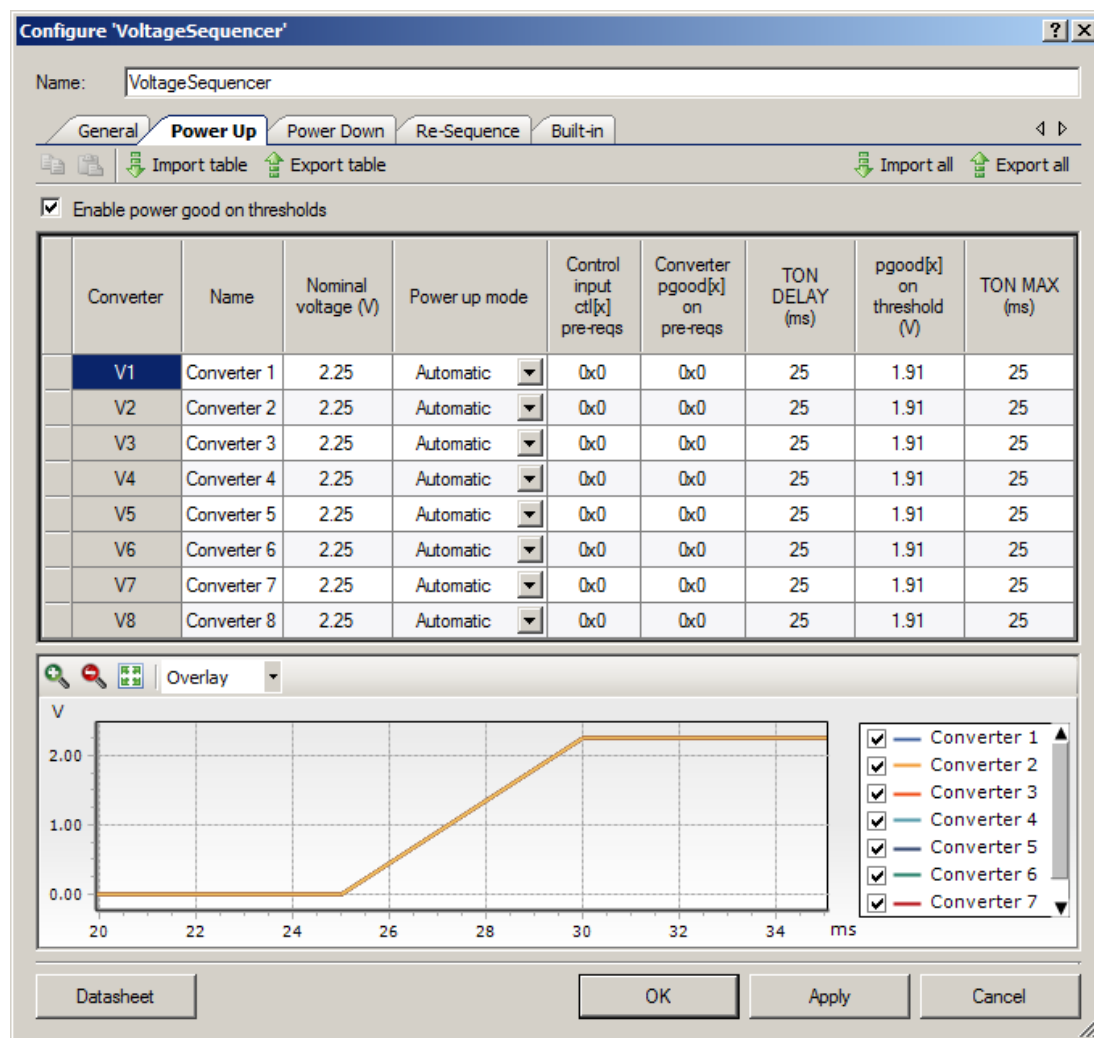 Configure 'VoltageSequencer'
Name: VoltageSequencer
General Power Up Power Down Re-Sequence Built-in
Import table Export table Import all Export all
Enable power good on thresholds
Converter Name Nominal voltage (V) Power up mode Control input ctl[x] pre-reqs Converter pgood[x] on pre-reqs TON DELAY (ms) pgood[x] on threshold (V) TON MAX (ms)
V1 Converter 1 2.25 Automatic 0x0 0x0 25 1.91 25
V2 Converter 2 2.25 Automatic 0x0 0x0 25 1.91 25
V3 Converter 3 2.25 Automatic 0x0 0x0 25 1.91 25
V4 Converter 4 2.25 Automatic 0x0 0x0 25 1.91 25
V5 Converter 5 2.25 Automatic 0x0 0x0 25 1.91 25
V6 Converter 6 2.25 Automatic 0x0 0x0 25 1.91 25
V7 Converter 7 2.25 Automatic 0x0 0x0 25 1.91 25
V8 Converter 8 2.25 Automatic 0x0 0x0 25 1.91 25
Overlay
V
2.00
1.00
0.00
20 22 24 26 28 30 32 34 ms
Converter 1
Converter 2
Converter 3
Converter 4
Converter 5
Converter 6
Converter 7
Datasheet OK Apply Cancel